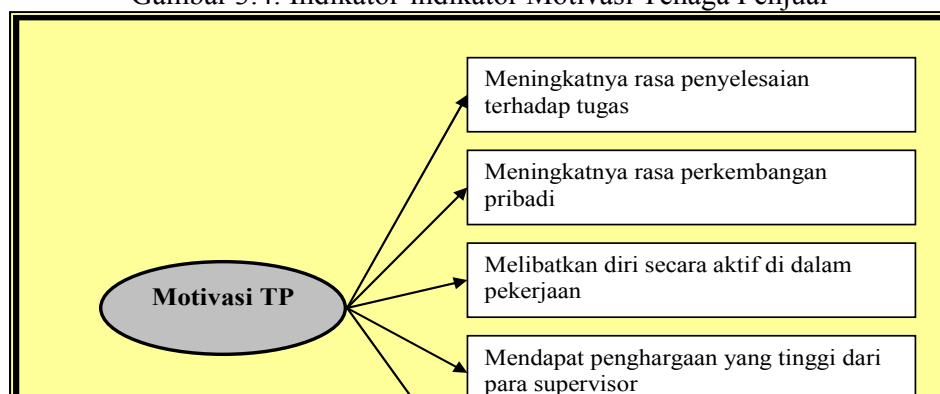 Gambar 3.4. Indikator-indikator Motivasi Tenaga Penjual
Meningkatnya rasa penyelesaian
terhadap tugas
Meningkatnya rasa perkembangan
pribadi
Melibatkan diri secara aktif di dalam
pekerjaan
Motivasi TP
Mendapat penghargaan yang tinggi dari
para supervisor